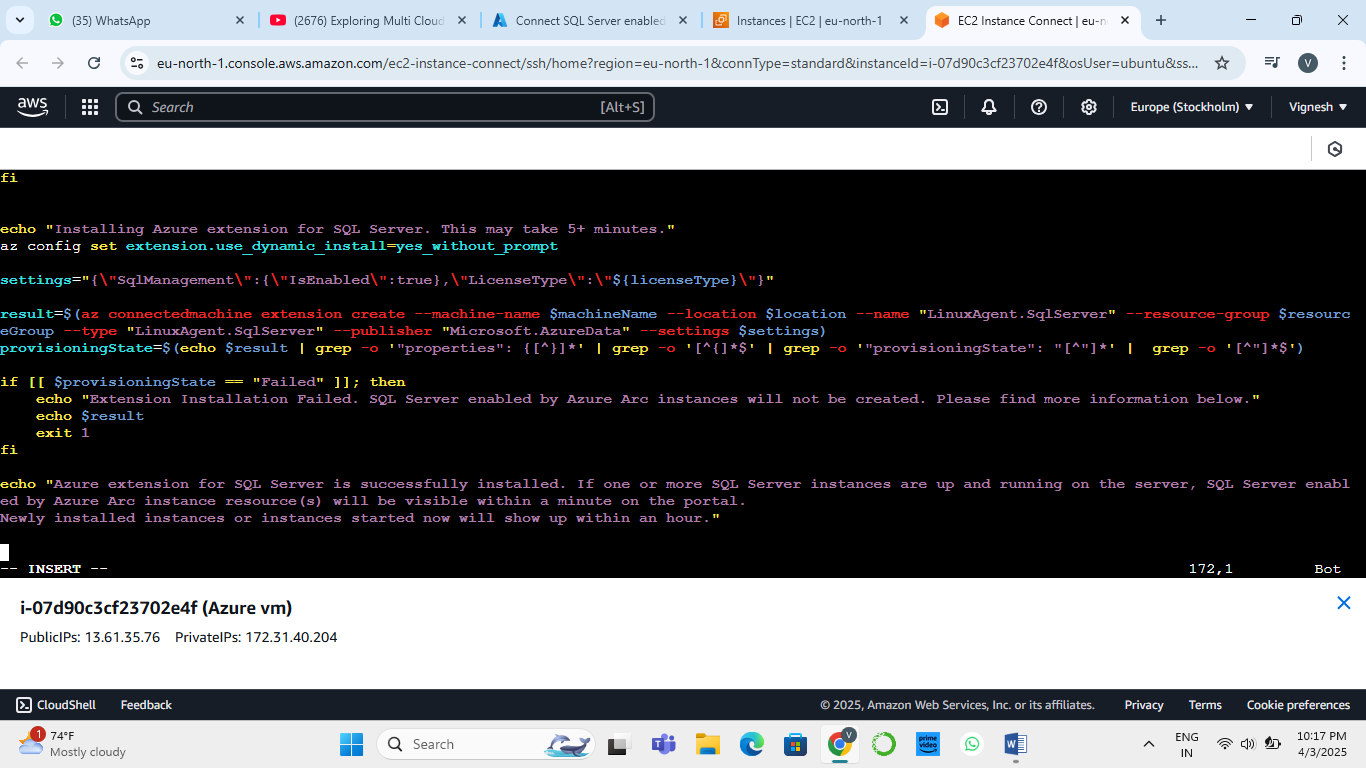 (35) WhatsApp
(2676) Exploring Multi Cloud
Connect SQL Server enabled
Instances | EC2 | eu-north-1
EC2 Instance Connect | eu-n
eu-north-1.console.aws.amazon.com/ec2-instance-connect/ssh/home?region=eu-north-1&connType=standard&instanceId=i-07d90c3cf23702e4f&osUser=ubuntu&ss...
V
aws
Search
[Alt+S]
Europe (Stockholm)
Vignesh
fi
echo "Installing Azure extension for SQL Server. This may take 5+ minutes."
az config set extension.use_dynamic_install=yes_without_prompt
settings="{\"SqlManagement\":{\"IsEnabled\":true},\"LicenseType\":\"${licenseType}\"}"
result=$(az connectedmachine extension create --machine-name $machineName --location $location --name "LinuxAgent.SqlServer" --resource-group $resourc
eGroup --type "LinuxAgent.SqlServer" --publisher "Microsoft.AzureData" --settings $settings)
provisioningState=$(echo $result | grep -o '"properties": {[^}]*' | grep -o '[^{]*$' | grep -o '"provisioningState": "[^"]*' |  grep -o '[^"]*$')
if [[ $provisioningState == "Failed" ]]; then
    echo "Extension Installation Failed. SQL Server enabled by Azure Arc instances will not be created. Please find more information below."
    echo $result
    exit 1
fi
echo "Azure extension for SQL Server is successfully installed. If one or more SQL Server instances are up and running on the server, SQL Server enabl
ed by Azure Arc instance resource(s) will be visible within a minute on the portal.
Newly installed instances or instances started now will show up within an hour."
-- INSERT --
172,1
Bot
i-07d90c3cf23702e4f (Azure vm)
PublicIPs: 13.61.35.76 PrivateIPs: 172.31.40.204
CloudShell
Feedback
© 2025, Amazon Web Services, Inc. or its affiliates.
Privacy
Terms
Cookie preferences
1
74°F
Mostly cloudy
Search
V
prime video
ENG
IN
10:17 PM
4/3/2025